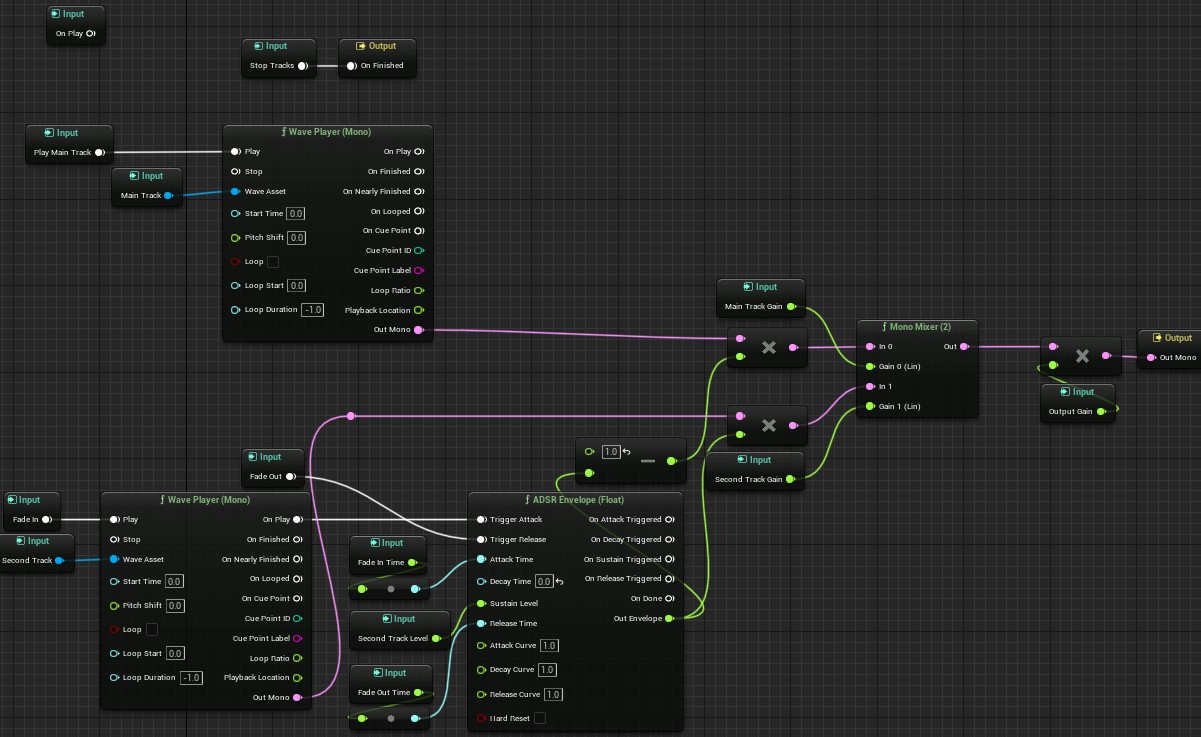 Input
On Play
Input
Stop Tracks
Output
On Finished
Input
Play Main Track
Input
Main Track
Wave Player (Mono)
Play
Stop
Wave Asset
Start Time 0.0
Pitch Shift 0.0
Loop
Loop Start 0.0
Loop Duration -1.0
On Play
On Finished
On Nearly Finished
On Looped
On Cue Point
Cue Point ID
Cue Point Label
Loop Ratio
Playback Location
Out Mono
Input
Main Track Gain
Mono Mixer (2)
In 0
Gain 0 (Lin)
In 1
Gain 1 (Lin)
Out
Output
Out Mono
Input
Output Gain
1.0
Input
Second Track Gain
Input
Fade Out
Input
Fade In
Input
Second Track
Wave Player (Mono)
Play
Stop
Wave Asset
Start Time 0.0
Pitch Shift 0.0
Loop
Loop Start 0.0
Loop Duration -1.0
On Play
On Finished
On Nearly Finished
On Looped
On Cue Point
Cue Point ID
Cue Point Label
Loop Ratio
Playback Location
Out Mono
Input
Fade In Time
Input
Second Track Level
Input
Fade Out Time
ADSR Envelope (Float)
Trigger Attack
Trigger Release
Attack Time
Decay Time 0.0
Sustain Level
Release Time
Attack Curve 1.0
Decay Curve 1.0
Release Curve 1.0
Hard Reset
On Attack Triggered
On Decay Triggered
On Sustain Triggered
On Release Triggered
On Done
Out Envelope